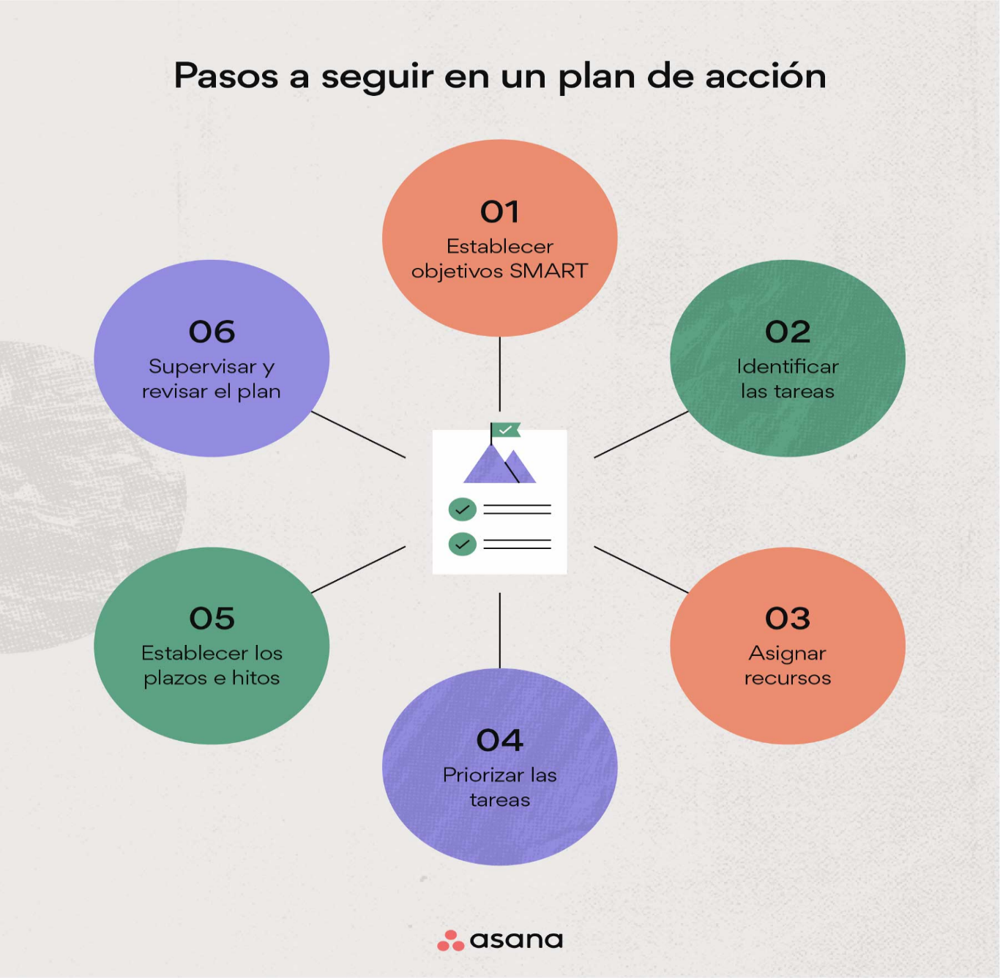 Pasos a seguir en un plan de acción
01
Establecer
objetivos SMART
02
Identificar
las tareas
03
Asignar
recursos
04
Priorizar las
tareas
05
Establecer los
plazos e hitos
06
Supervisar y
revisar el plan
asana